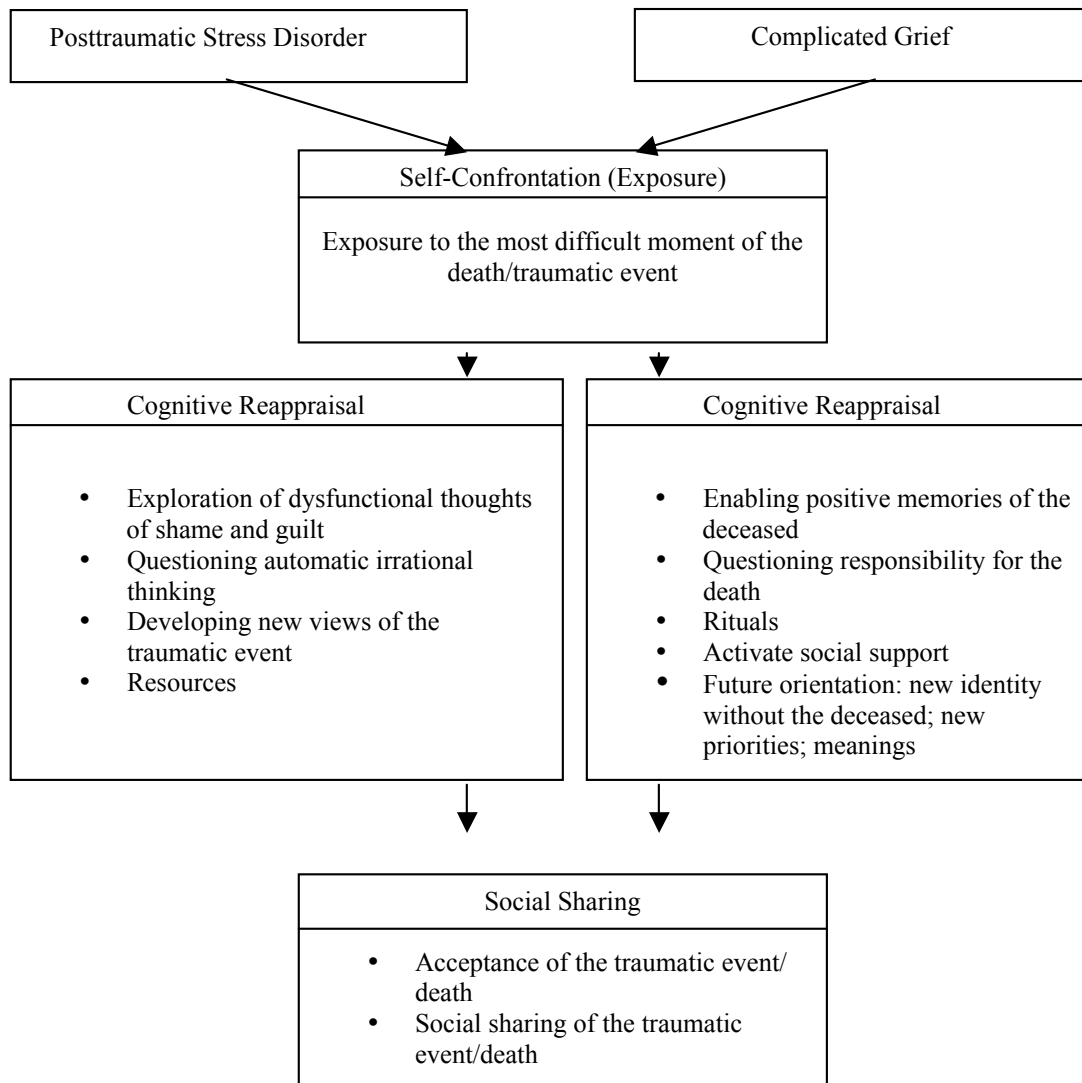 Posttraumatic Stress Disorder
Complicated Grief
Self-Confrontation (Exposure)
Exposure to the most difficult moment of the
death/traumatic event
Cognitive Reappraisal
• Exploration of dysfunctional thoughts
of shame and guilt
• Questioning automatic irrational
thinking
• Developing new views of the
traumatic event
• Resources
Cognitive Reappraisal
• Enabling positive memories of the
deceased
• Questioning responsibility for the
death
• Rituals
• Activate social support
• Future orientation: new identity
without the deceased; new
priorities; meanings
Social Sharing
• Acceptance of the traumatic event/
death
• Social sharing of the traumatic
event/death